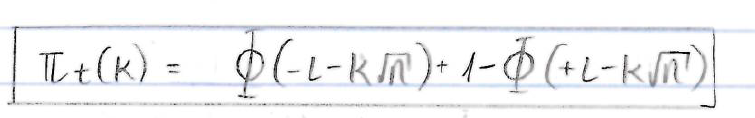 π_t(k) = Φ(-L-k√n) + 1-Φ(+L-k√n)